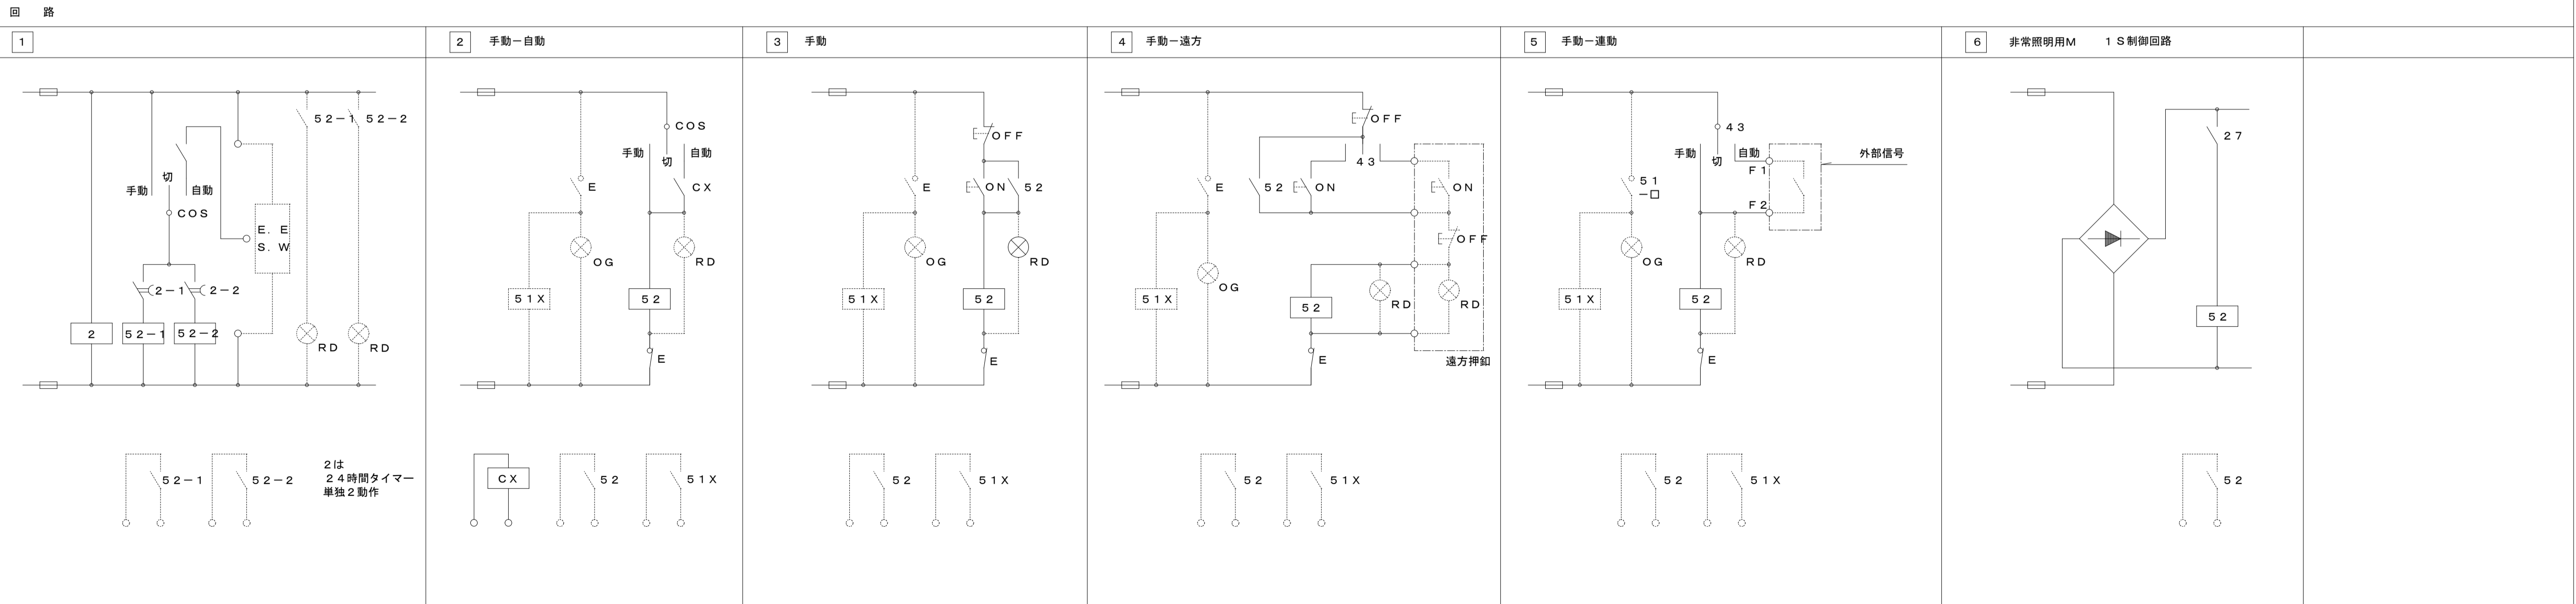 回　路
1
2 手動－自動
3 手動
4 手動－遠方
5 手動－連動
6 非常照明用M　１Ｓ制御回路
52－1 52－2
手動
切
自動
COS
E. E
S. W
2－1 2－2
2
52－1
52－2
RD
RD
52－1
52－2
2は
24時間タイマー
単独2動作
COS
手動
切
自動
E
CX
OG
RD
51X
52
E
CX
52
51X
OFF
E
ON
52
OG
RD
51X
52
E
52
51X
OFF
43
E
52
ON
ON
OFF
OG
RD
RD
51X
52
E
遠方押釦
52
51X
43
手動
切
自動
外部信号
F1
51
－ロ
F2
OG
RD
51X
52
E
52
51X
27
52
52